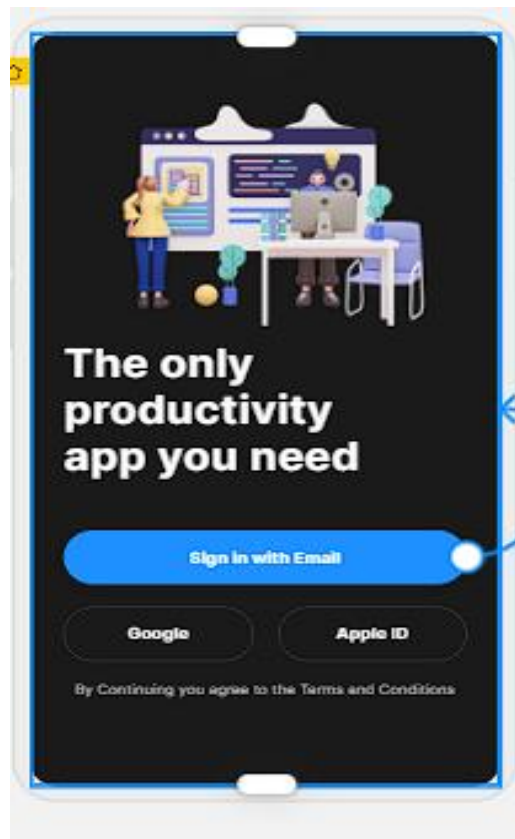 The only
productivity
app you need
Sign in with Email
Google
Apple ID
By Continuing you agree to the Terms and Conditions